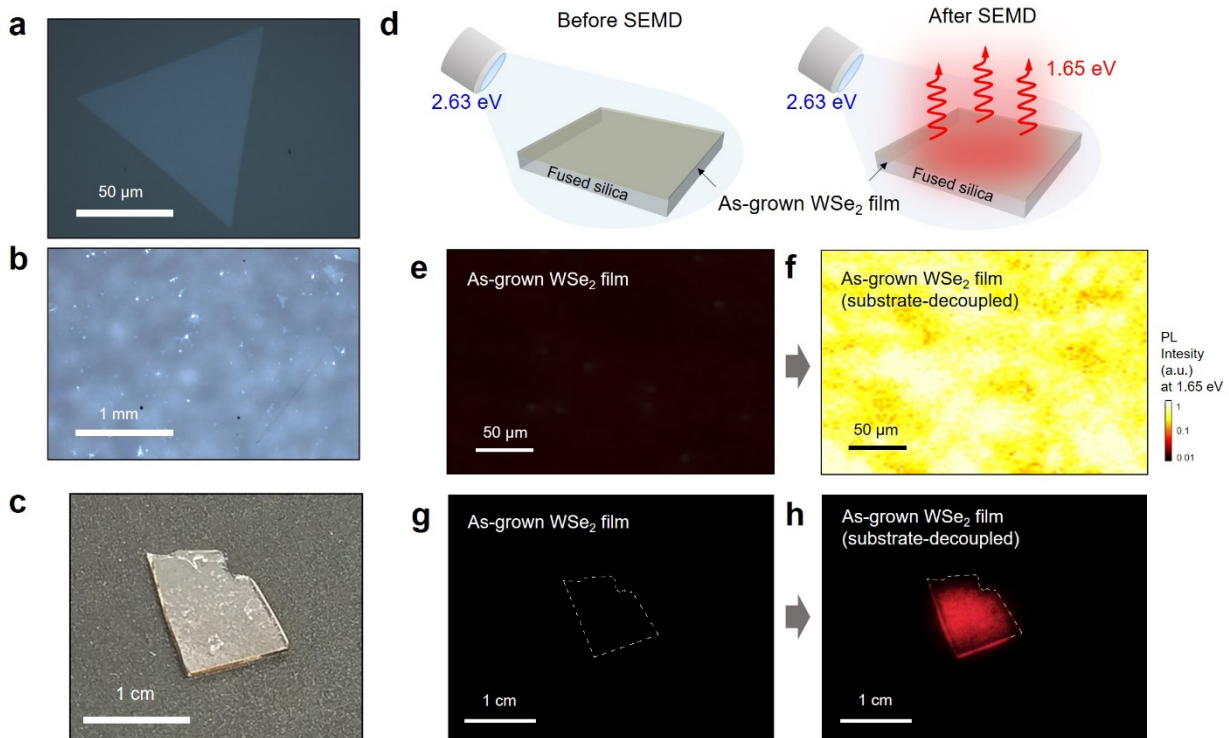 a
50 µm
b
1 mm
c
1 cm
d
Before SEMD
After SEMD
2.63 eV
Fused silica
As-grown WSe₂ film
2.63 eV
1.65 eV
Fused silica
e
As-grown WSe₂ film
50 µm
f
As-grown WSe₂ film
(substrate-decoupled)
50 µm
PL
Intesity
(a.u.)
at 1.65 eV
1
0.1
0.01
g
As-grown WSe₂ film
1 cm
h
As-grown WSe₂ film
(substrate-decoupled)
1 cm